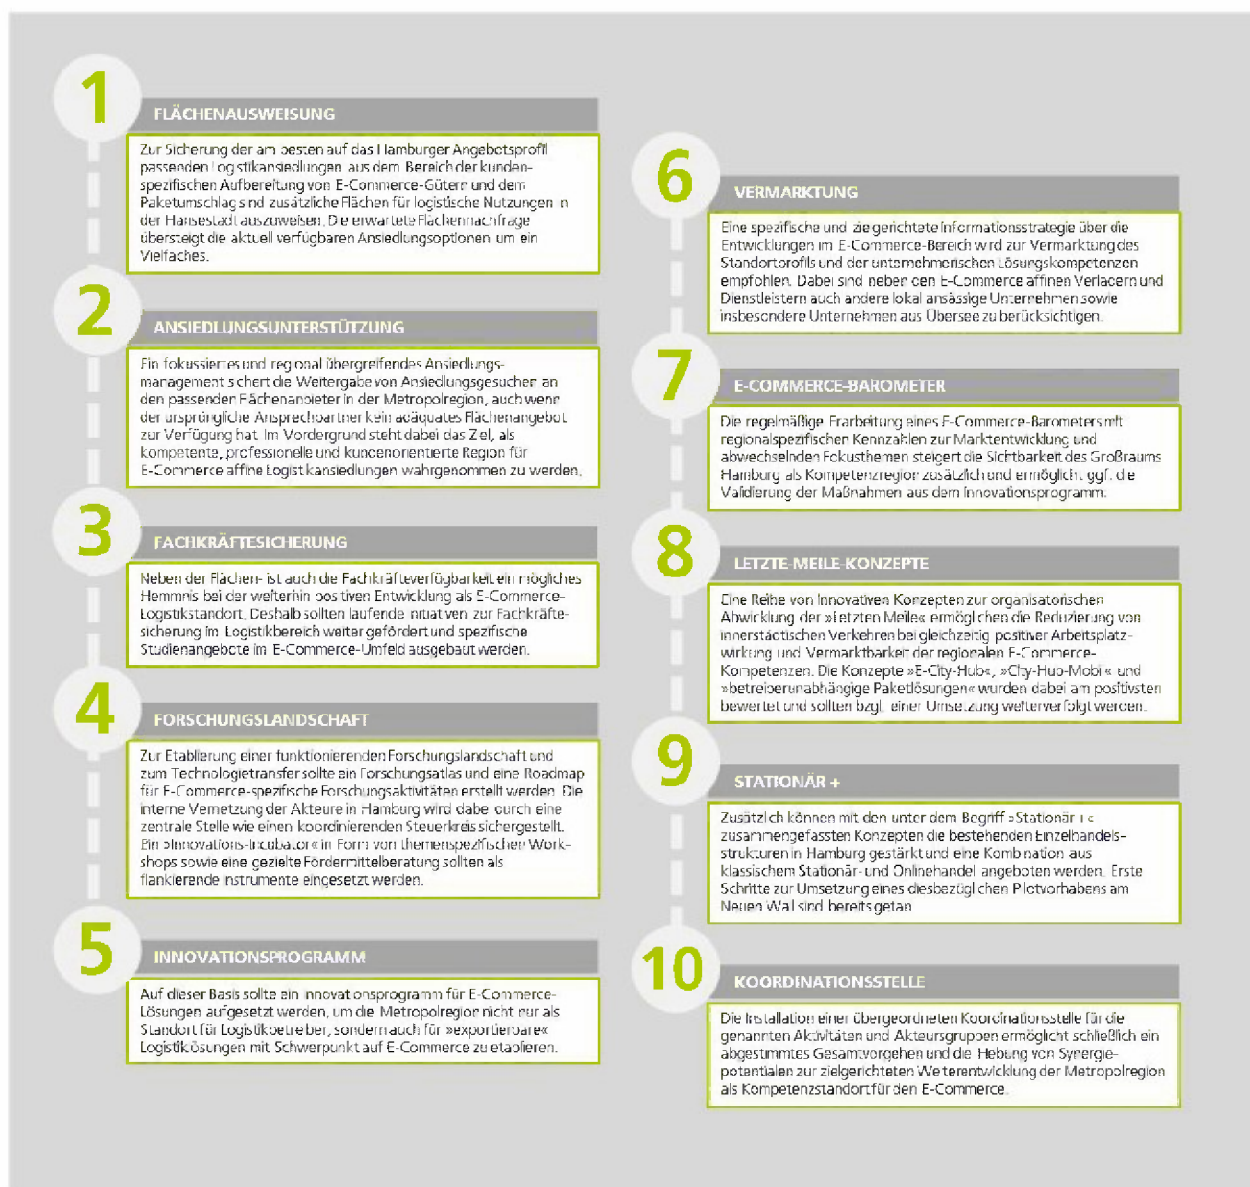 1
FLÄCHENAUSWEISUNG
Zur Sicherung der am besten auf das Hamburger Angebotsprofil
passenden Logistikansiedlungen aus dem Bereich der kunden-
spezifischen Aufbereitung von E-Commerce-Gütern und dem
Paketumschlag sind zusätzliche Flächen für logistische Nutzungen in
der Hansestadt auszuweisen. Die erwartete Flächennachfrage
übersteigt die aktuell verfügbaren Ansiedlungsoptionen um ein
Vielfaches.
2
ANSIEDLUNGSUNTERSTÜTZUNG
Ein fokussiertes und regional übergreifendes Ansiedlungs-
management sichert die Weitergabe von Ansiedlungsgesuchen an
den passenden Flächenanbieter in der Metropolregion, auch wenn
der ursprüngliche Ansprechpartner kein adäquates Flächenangebot
zur Verfügung hat. Im Vordergrund steht dabei das Ziel, als
kompetente, professionelle und kundenorientierte Region für
E-Commerce affine Logistikansiedlungen wahrgenommen zu werden.
3
FACHKRÄFTESICHERUNG
Neben der Flächen- ist auch die Fachkräfteverfügbarkeit ein mögliches
Hemmnis bei der weiterhin positiven Entwicklung als E-Commerce-
Logistikstandort. Deshalb sollten laufende Initiativen zur Fachkräfte-
sicherung im Logistikbereich weiter gefördert und spezifische
Studienangebote im E-Commerce-Umfeld ausgebaut werden.
4
FORSCHUNGSLANDSCHAFT
Zur Etablierung einer funktionierenden Forschungslandschaft und
zum Technologietransfer sollte ein Forschungsatlas und eine Roadmap
für E-Commerce-spezifische Forschungsaktivitäten erstellt werden. Die
interne Vernetzung der Akteure in Hamburg wird dabei durch eine
zentrale Stelle wie einen koordinierenden Steuerkreis sichergestellt.
Ein »Innovations-Incubator« in Form von themenspezifischen Work-
shops sowie eine gezielte Fördermittelberatung sollten als
flankierende Instrumente eingesetzt werden.
5
INNOVATIONSPROGRAMM
Auf dieser Basis sollte ein Innovationsprogramm für E-Commerce-
Lösungen aufgesetzt werden, um die Metropolregion nicht nur als
Standort für Logistikbetreiber, sondern auch für »exportierbare«
Logistiklösungen mit Schwerpunkt auf E-Commerce zu etablieren.
6
VERMARKTUNG
Eine spezifische und zielgerichtete Informationsstrategie über die
Entwicklungen im E-Commerce-Bereich wird zur Vermarktung des
Standortprofils und der unternehmerischen Lösungskompetenzen
empfohlen. Dabei sind neben den E-Commerce affinen Verladern und
Dienstleistern auch andere lokal ansässige Unternehmen sowie
insbesondere Unternehmen aus Übersee zu berücksichtigen.
7
E-COMMERCE-BAROMETER
Die regelmäßige Erarbeitung eines E-Commerce-Barometers mit
regionalspezifischen Kennzahlen zur Marktentwicklung und
abwechselnden Fokusthemen steigert die Sichtbarkeit des Großraums
Hamburg als Kompetenzregion zusätzlich und ermöglicht ggf. die
Validierung der Maßnahmen aus dem Innovationsprogramm.
8
LETZTE-MEILE-KONZEPTE
Eine Reihe von innovativen Konzepten zur organisatorischen
Abwicklung der »Letzten Meile« ermöglichen die Reduzierung von
innerstädtischen Verkehren bei gleichzeitig positiver Arbeitsplatz-
wirkung und Vermarktbarkeit der regionalen E-Commerce-
Kompetenzen. Die Konzepte »E-City-Hub«, »City-Hub-Mobil« und
»betreiberunabhängige Paketlösungen« wurden dabei am positivsten
bewertet und sollten bzgl. einer Umsetzung weiterverfolgt werden.
9
STATIONÄR +
Zusätzlich können mit den unter dem Begriff »Stationär +«
zusammengefassten Konzepten die bestehenden Einzelhandels-
strukturen in Hamburg gestärkt und eine Kombination aus
klassischem Stationär- und Onlinehandel angeboten werden. Erste
Schritte zur Umsetzung eines diesbezüglichen Pilotvorhabens am
Neuen Wall sind bereits getan
10
KOORDINATIONSSTELLE
Die Installation einer übergeordneten Koordinationsstelle für die
genannten Aktivitäten und Akteursgruppen ermöglicht schließlich ein
abgestimmtes Gesamtvorgehen und die Hebung von Synergie-
potentialen zur zielgerichteten Weiterentwicklung der Metropolregion
als Kompetenzstandort für den E-Commerce.